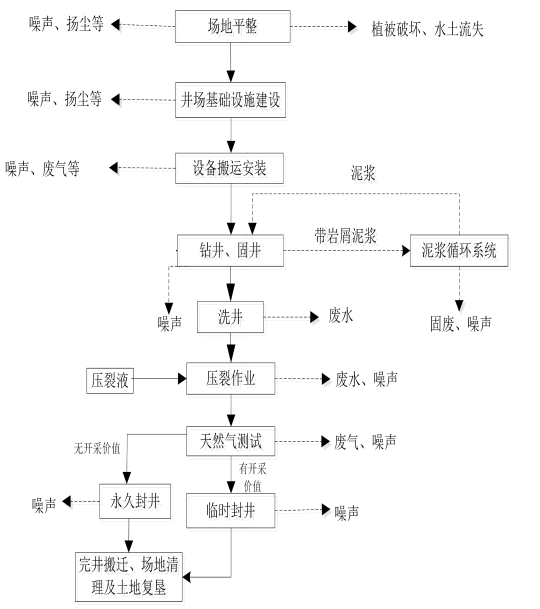 噪声、扬尘等
场地平整
植被破坏、水土流失
噪声、扬尘等
井场基础设施建设
噪声、废气等
设备搬运安装
泥浆
钻井、固井
带岩屑泥浆
泥浆循环系统
噪声
洗井
废水
固废、噪声
压裂液
压裂作业
废水、噪声
无开采价值
天然气测试
废气、噪声
有开采
价值
噪声
永久封井
临时封井
噪声
完井搬迁、场地清
理及土地复垦